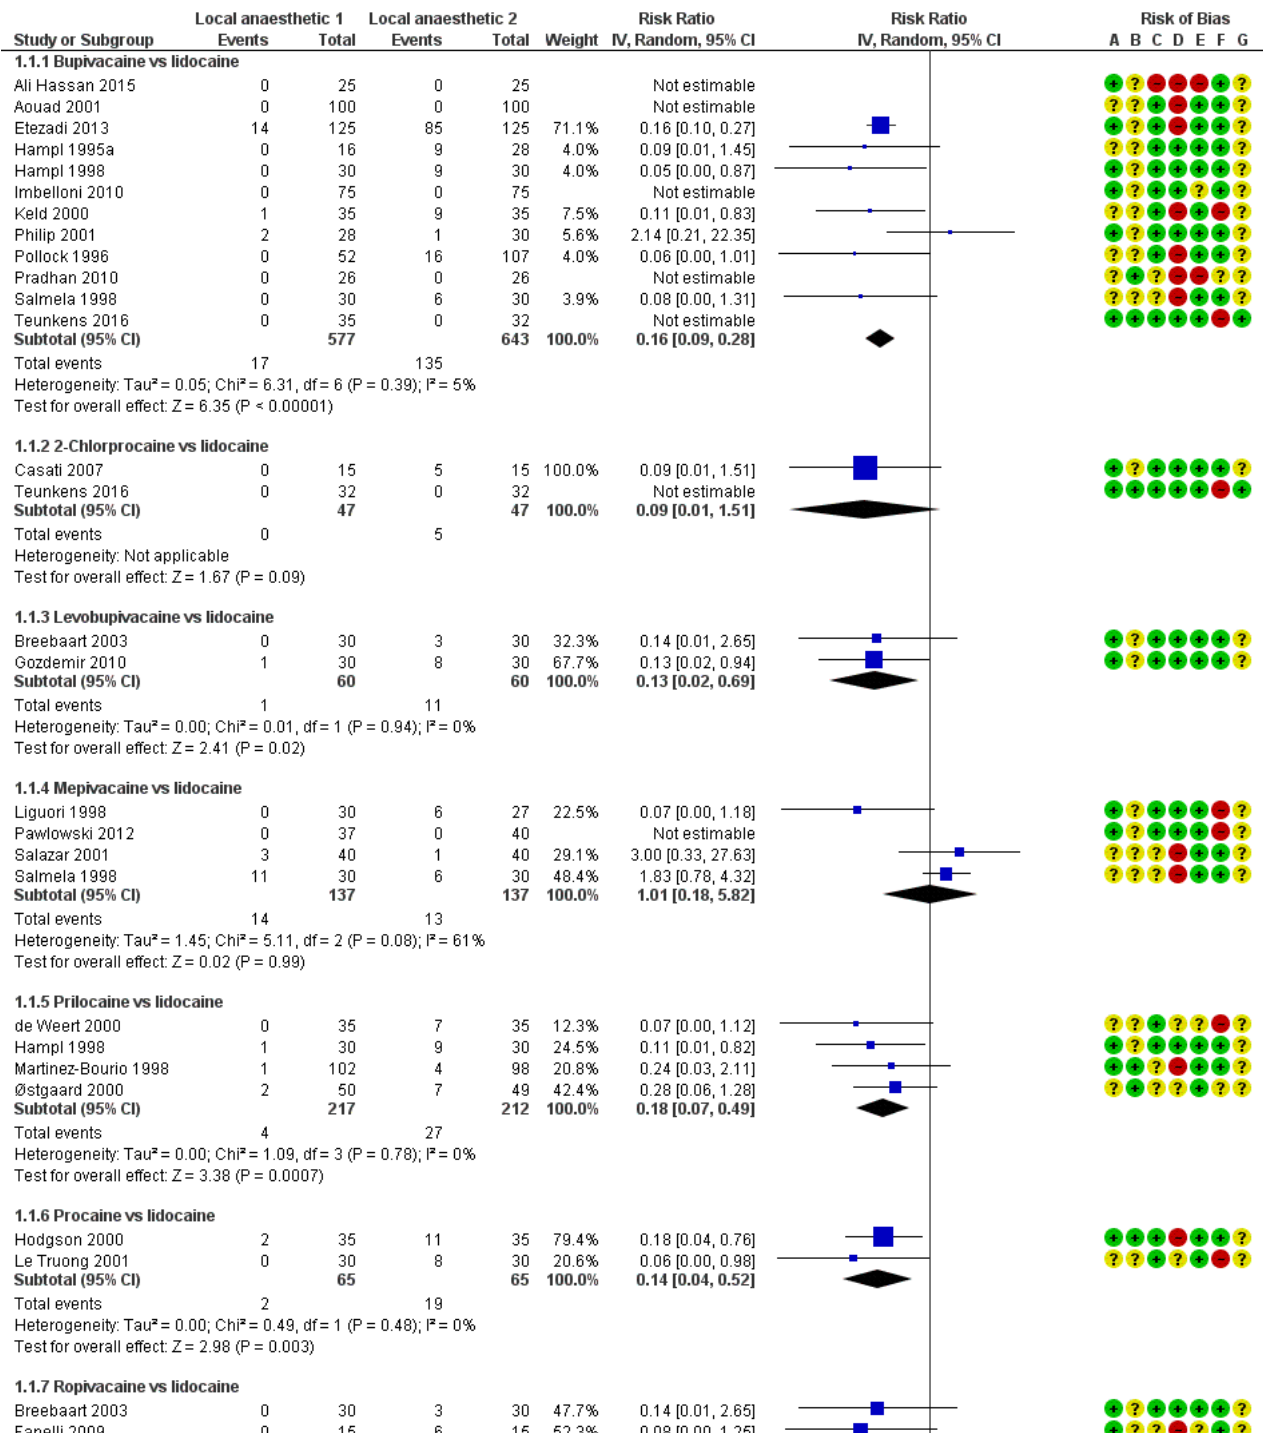 Local anaesthetic 1 Local anaesthetic 2 Risk Ratio Risk Ratio Risk of Bias
Study or Subgroup Events Total Events Total Weight IV, Random, 95% CI IV, Random, 95% CI A B C D E F G
1.1.1 Bupivacaine vs lidocaine
Ali Hassan 2015 0 25 0 25 Not estimable + ? - - - + ?
Aouad 2001 0 100 0 100 Not estimable ? ? + - + + ?
Etezadi 2013 14 125 85 125 71.1% 0.16 [0.10, 0.27] + ? + - + + ?
Hampl 1995a 0 16 9 28 4.0% 0.09 [0.01, 1.45] ? ? + + + + ?
Hampl 1998 0 30 9 30 4.0% 0.05 [0.00, 0.87] + ? + + + + ?
Imbelloni 2010 0 75 0 75 Not estimable + ? + + ? + ?
Keld 2000 1 35 9 35 7.5% 0.11 [0.01, 0.83] ? ? + - + - ?
Philip 2001 2 28 1 30 5.6% 2.14 [0.21, 22.35] + ? + + + + ?
Pollock 1996 0 52 16 107 4.0% 0.06 [0.00, 1.01] ? ? + - + + ?
Pradhan 2010 0 26 0 26 Not estimable ? + ? - - ? ?
Salmela 1998 0 30 6 30 3.9% 0.08 [0.00, 1.31] ? ? ? - + + ?
Teunkens 2016 0 35 0 32 Not estimable + + + + + - +
Subtotal (95% CI) 577 643 100.0% 0.16 [0.09, 0.28]
Total events 17 135
Heterogeneity: Tau² = 0.05; Chi² = 6.31, df = 6 (P = 0.39); I² = 5%
Test for overall effect: Z = 6.35 (P < 0.00001)
1.1.2 2-Chlorprocaine vs lidocaine
Casati 2007 0 15 5 15 100.0% 0.09 [0.01, 1.51] + ? + + + + ?
Teunkens 2016 0 32 0 32 Not estimable + + + + + - +
Subtotal (95% CI) 47 47 100.0% 0.09 [0.01, 1.51]
Total events 0 5
Heterogeneity: Not applicable
Test for overall effect: Z = 1.67 (P = 0.09)
1.1.3 Levobupivacaine vs lidocaine
Breebaart 2003 0 30 3 30 32.3% 0.14 [0.01, 2.65] + ? + + + + ?
Gozdemir 2010 1 30 8 30 67.7% 0.13 [0.02, 0.94] + ? + + + + ?
Subtotal (95% CI) 60 60 100.0% 0.13 [0.02, 0.69]
Total events 1 11
Heterogeneity: Tau² = 0.00; Chi² = 0.01, df = 1 (P = 0.94); I² = 0%
Test for overall effect: Z = 2.41 (P = 0.02)
1.1.4 Mepivacaine vs lidocaine
Liguori 1998 0 30 6 27 22.5% 0.07 [0.00, 1.18] + ? + + + - ?
Pawlowski 2012 0 37 0 40 Not estimable + ? + + + - ?
Salazar 2001 3 40 1 40 29.1% 3.00 [0.33, 27.63] ? ? ? - + + ?
Salmela 1998 11 30 6 30 48.4% 1.83 [0.78, 4.32] ? ? ? - + + ?
Subtotal (95% CI) 137 137 100.0% 1.01 [0.18, 5.82]
Total events 14 13
Heterogeneity: Tau² = 1.45; Chi² = 5.11, df = 2 (P = 0.08); I² = 61%
Test for overall effect: Z = 0.02 (P = 0.99)
1.1.5 Prilocaine vs lidocaine
de Weert 2000 0 35 7 35 12.3% 0.07 [0.00, 1.12] ? ? + ? ? - ?
Hampl 1998 1 30 9 30 24.5% 0.11 [0.01, 0.82] + ? + + + + ?
Martinez-Bourio 1998 1 102 4 98 20.8% 0.24 [0.03, 2.11] + + ? - + + ?
Østgaard 2000 2 50 7 49 42.4% 0.28 [0.06, 1.28] ? + ? ? + ? ?
Subtotal (95% CI) 217 212 100.0% 0.18 [0.07, 0.49]
Total events 4 27
Heterogeneity: Tau² = 0.00; Chi² = 1.09, df = 3 (P = 0.78); I² = 0%
Test for overall effect: Z = 3.38 (P = 0.0007)
1.1.6 Procaine vs lidocaine
Hodgson 2000 2 35 11 35 79.4% 0.18 [0.04, 0.76] + + + - + + ?
Le Truong 2001 0 30 8 30 20.6% 0.06 [0.00, 0.98] ? ? + ? + - ?
Subtotal (95% CI) 65 65 100.0% 0.14 [0.04, 0.52]
Total events 2 19
Heterogeneity: Tau² = 0.00; Chi² = 0.49, df = 1 (P = 0.48); I² = 0%
Test for overall effect: Z = 2.98 (P = 0.003)
1.1.7 Ropivacaine vs lidocaine
Breebaart 2003 0 30 3 30 47.7% 0.14 [0.01, 2.65] + ? + + + + ?
Fanelli 2009 0 15 6 15 52.3% 0.08 [0.00, 1.25] + ? ? - ? + ?